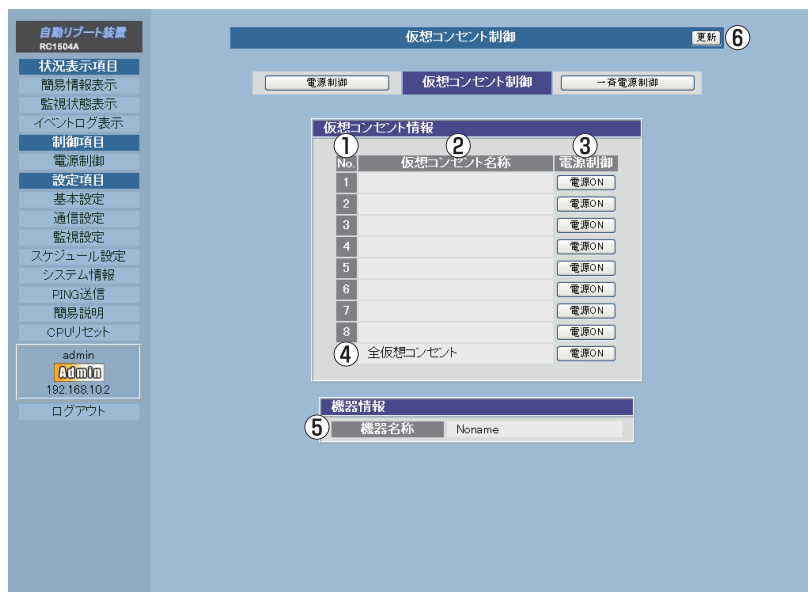 自動リブート装置
RC1504A
状況表示項目
簡易情報表示
監視状態表示
イベントログ表示
制御項目
電源制御
設定項目
基本設定
通信設定
監視設定
スケジュール設定
システム情報
PING送信
簡易説明
CPUリセット
admin
Admin
192.168.10.2
ログアウト
仮想コンセント制御
更新 ⑥
電源制御 仮想コンセント制御 一斉電源制御
仮想コンセント情報
① ② ③
No. 仮想コンセント名称 電源制御
1 電源ON
2 電源ON
3 電源ON
4 電源ON
5 電源ON
6 電源ON
7 電源ON
8 電源ON
④ 全仮想コンセント 電源ON
機器情報
⑤ 機器名称 Noname